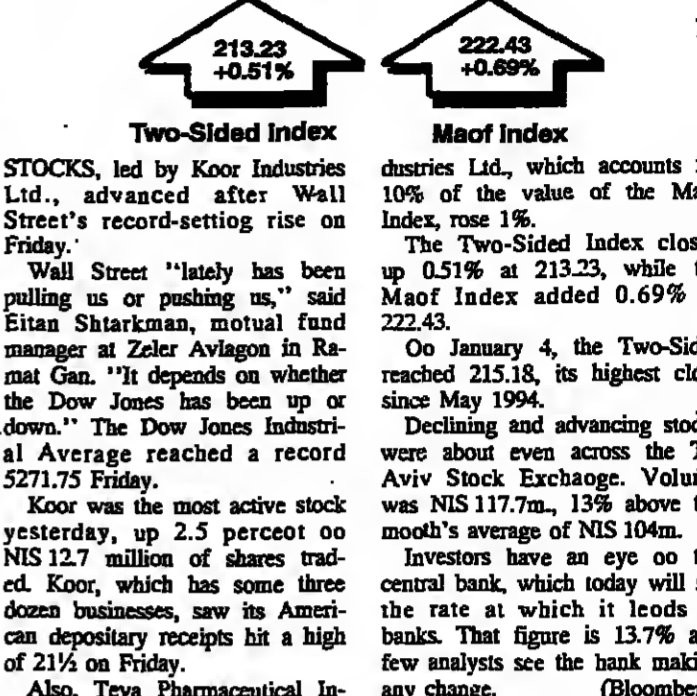 213.23
+0.51%
Two-Sided Index
STOCKS, led by Koor Industries
Ltd., advanced after Wall
Street's record-settiog rise on
Friday.
Wall Street "lately has been
pulling us or pushing us," said
Eitan Shtarkman, motual fund
manager at Zeler Avlagon in Ra-
mat Gan. "It depends on whether
the Dow Jones has been up or
down." The Dow Jones Industri-
al Average reached a record
5271.75 Friday.
Koor was the most active stock
yesterday, up 2.5 perceot oo
NIS 12.7 million of shares trad-
ed. Koor, which has some three
dozen businesses, saw its Ameri-
can depositary receipts hit a high
of 21½ on Friday.
Also, Teva Pharmaceutical In-
222.43
+0.69%
Maof Index
dustries Ltd., which accounts
10% of the value of the Ma
Index, rose 1%.
The Two-Sided Index clos
up 0.51% at 213.23, while t
Maof Index added 0.69%
222.43.
Oo January 4, the Two-Sid
reached 215.18, its highest clo
since May 1994.
Declining and advancing stoc
were about even across the T
Aviv Stock Exchaoge. Volum
was NIS 117.7m., 13% above t
mooth's average of NIS 104m.
Investors have an eye oo t
central bank, which today will s
the rate at which it leods
banks. That figure is 13.7% a
few analysts see the bank maki
any change. (Bloomber